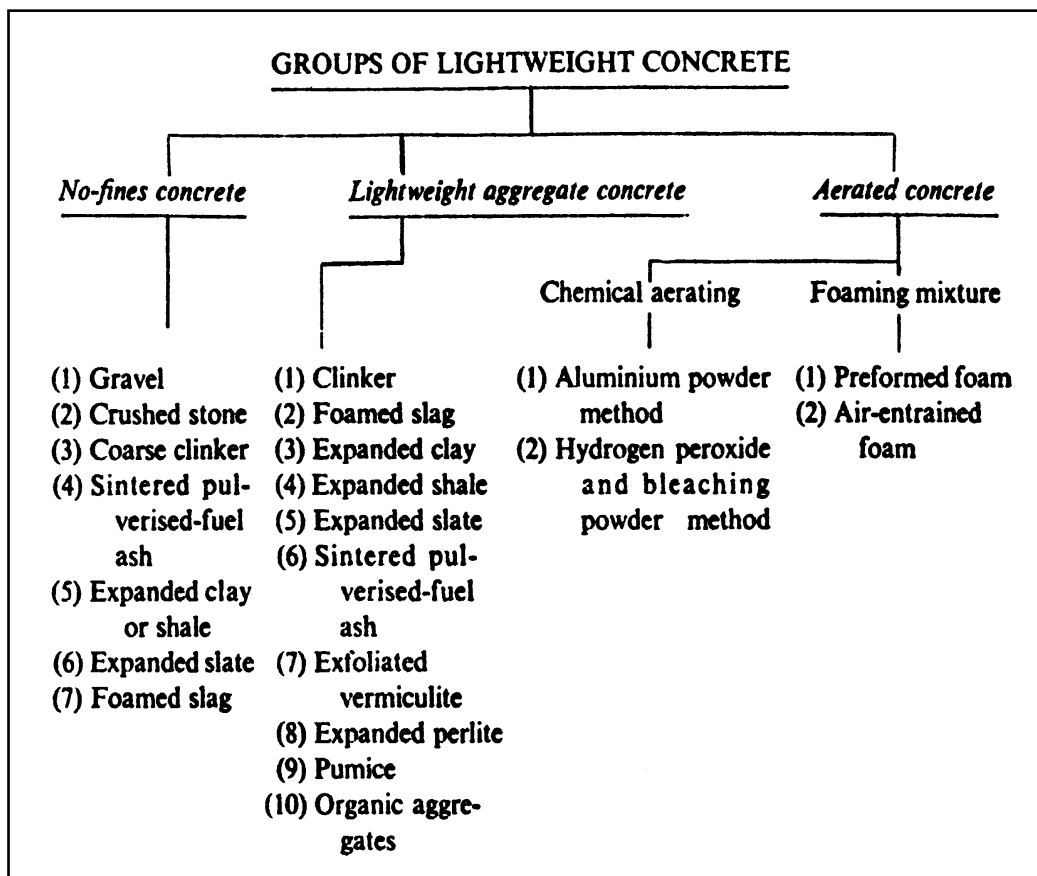 GROUPS OF LIGHTWEIGHT CONCRETE
No-fines concrete
Lightweight aggregate concrete
Aerated concrete
Chemical aerating
Foaming mixture
(1) Gravel
(2) Crushed stone
(3) Coarse clinker
(4) Sintered pul-
verised-fuel
ash
(5) Expanded clay
or shale
(6) Expanded slate
(7) Foamed slag
(1) Clinker
(2) Foamed slag
(3) Expanded clay
(4) Expanded shale
(5) Expanded slate
(6) Sintered pul-
verised-fuel
ash
(7) Exfoliated
vermiculite
(8) Expanded perlite
(9) Pumice
(10) Organic aggre-
gates
(1) Aluminium powder
method
(2) Hydrogen peroxide
and bleaching
powder method
(1) Preformed foam
(2) Air-entrained
foam